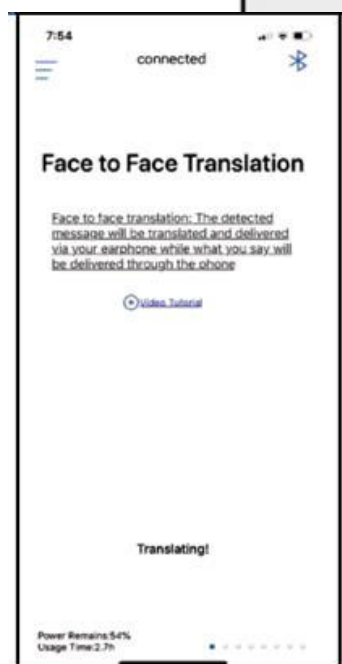 7:54
connected
Face to Face Translation
Face to face translation: The detected
message will be translated and delivered
via your earphone while what you say will
be delivered through the phone
Video Tutorial
Translating!
Power Remains:54%
Usage Time:2.7h